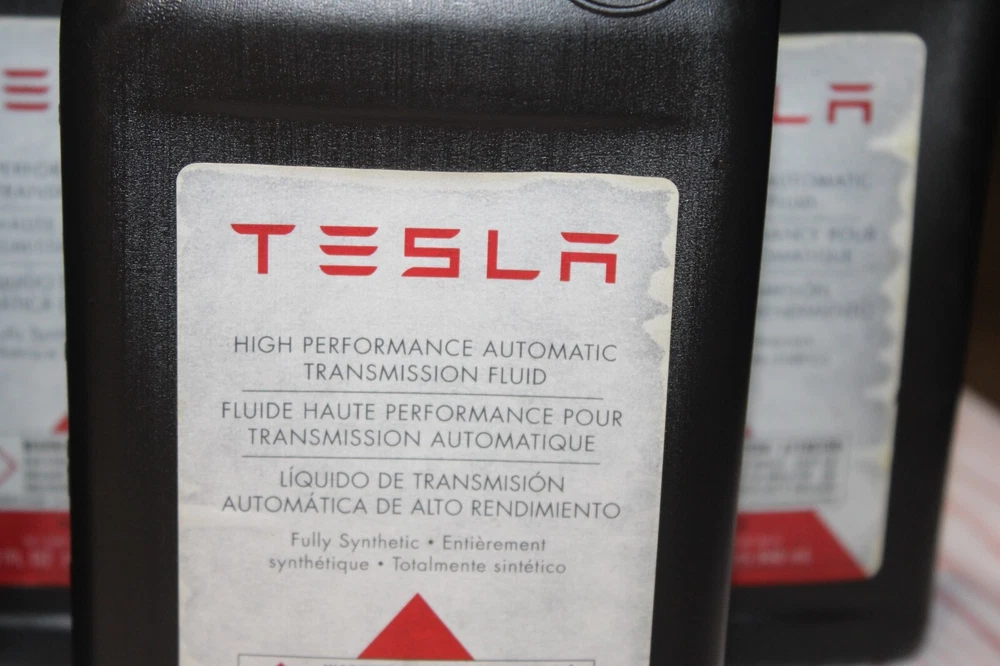 TESLA
HIGH PERFORMANCE AUTOMATIC
TRANSMISSION FLUID
FLUIDE HAUTE PERFORMANCE POUR
TRANSMISSION AUTOMATIQUE
LÍQUIDO DE TRANSMISIÓN
AUTOMÁTICA DE ALTO RENDIMIENTO
Fully Synthetic • Entièrement
synthétique • Totalmente sintético